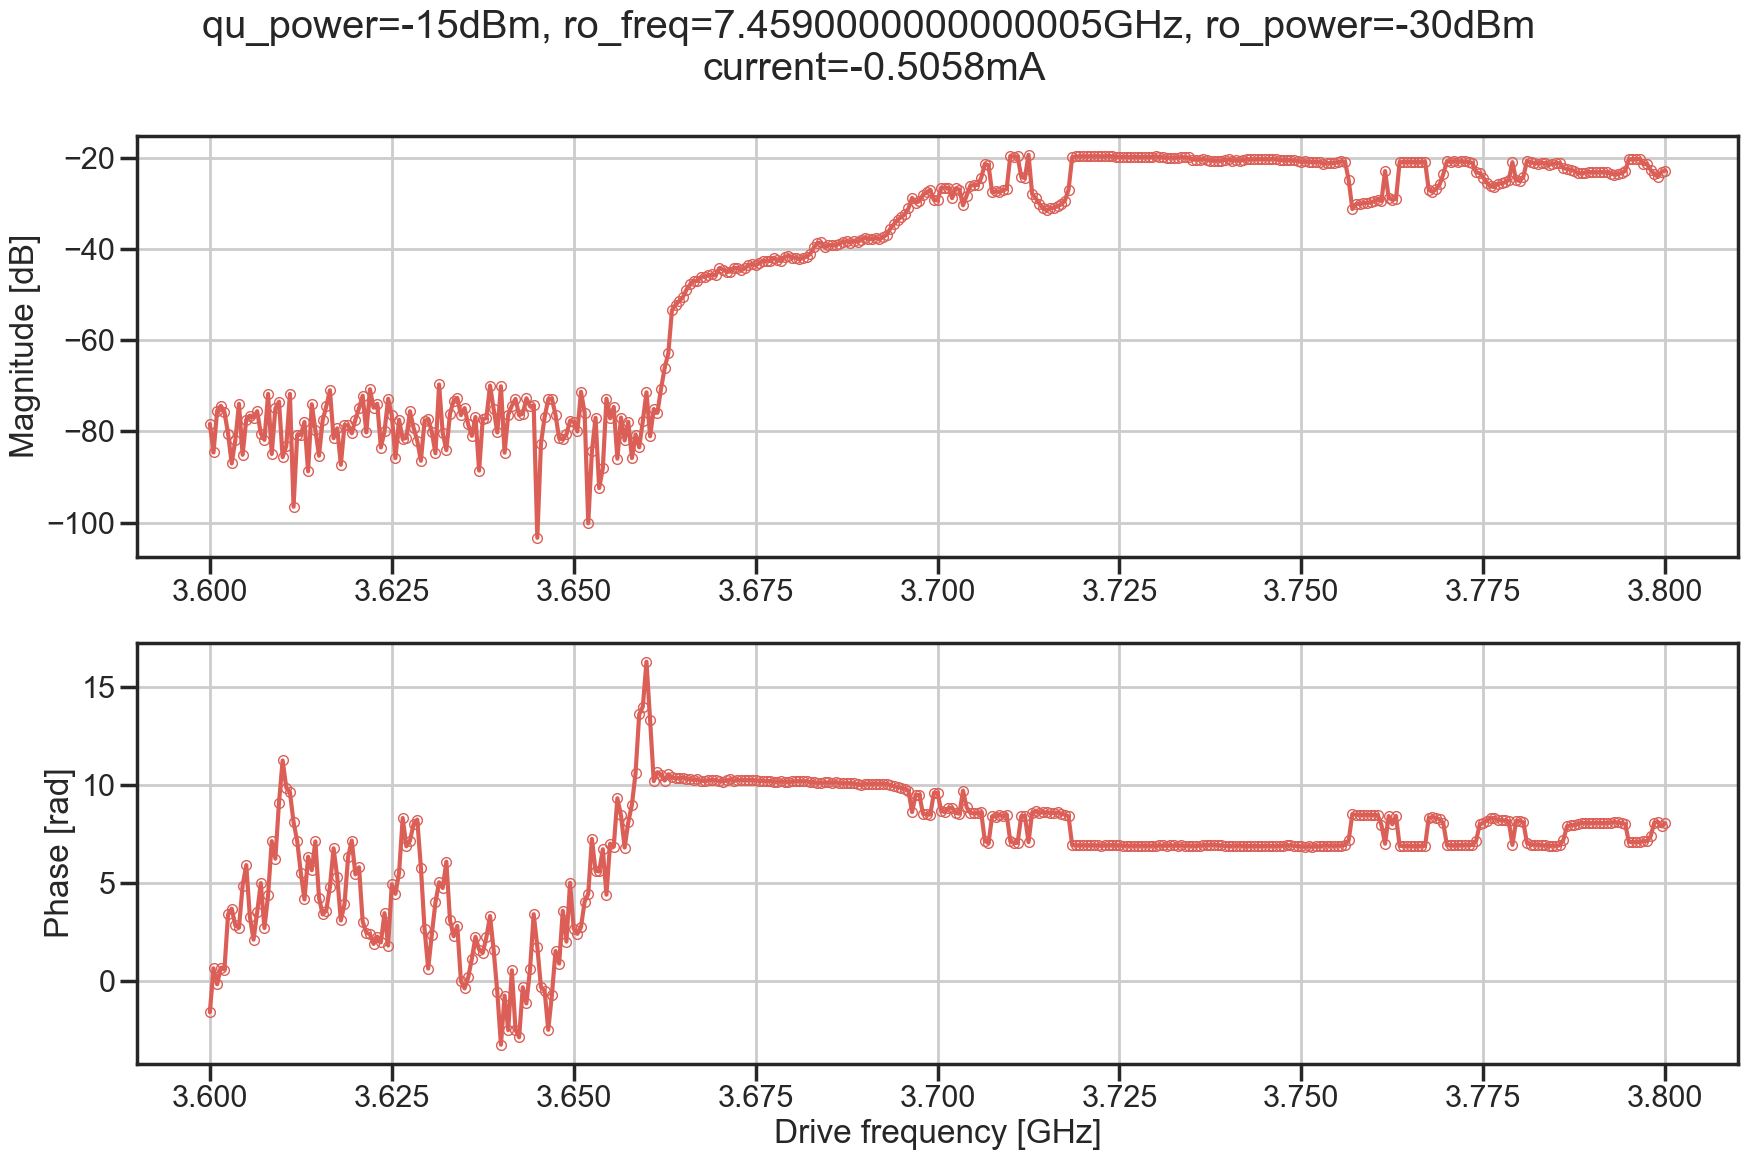 qu_power=-15dBm, ro_freq=7.4590000000000005GHz, ro_power=-30dBm
current=-0.5058mA
Magnitude [dB]
−20
−40
−60
−80
−100
3.600 3.625 3.650 3.675 3.700 3.725 3.750 3.775 3.800
Phase [rad]
15
10
5
0
3.600 3.625 3.650 3.675 3.700 3.725 3.750 3.775 3.800
Drive frequency [GHz]